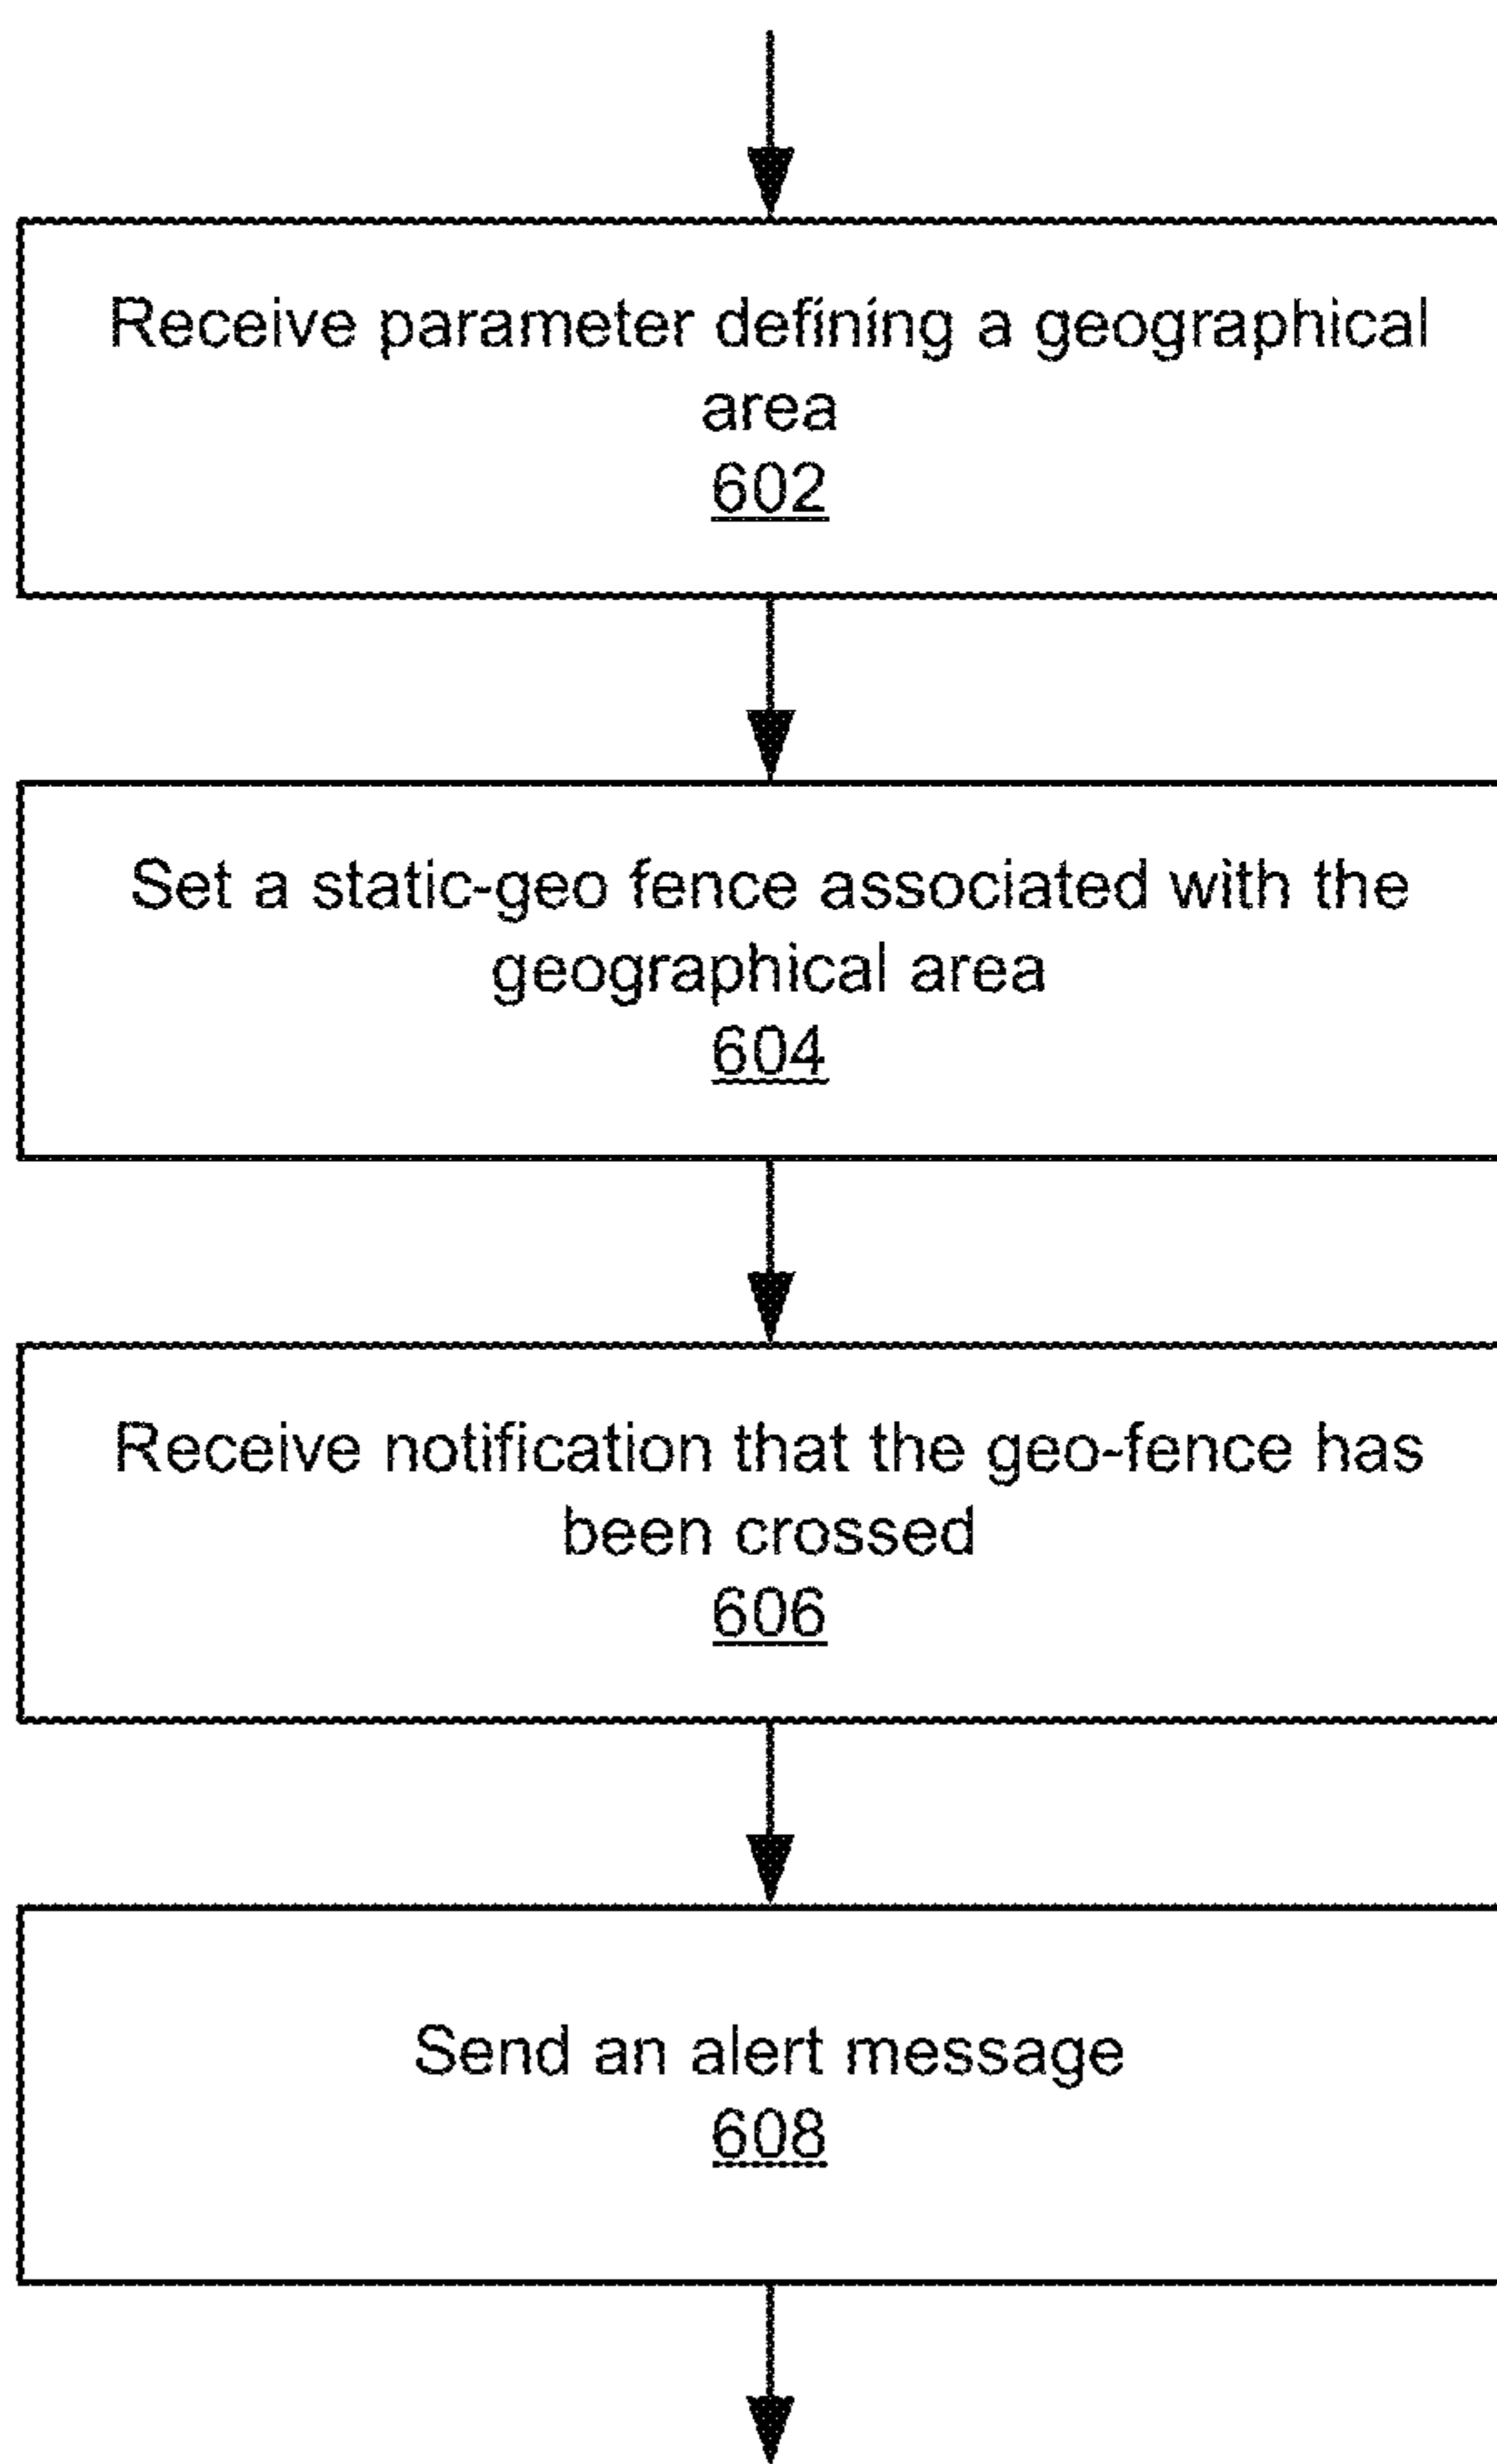 Receive parameter defining a geographical
area
602
Set a static-geo fence associated with the
geographical area
604
Receive notification that the geo-fence has
been crossed
606
Send an alert message
608